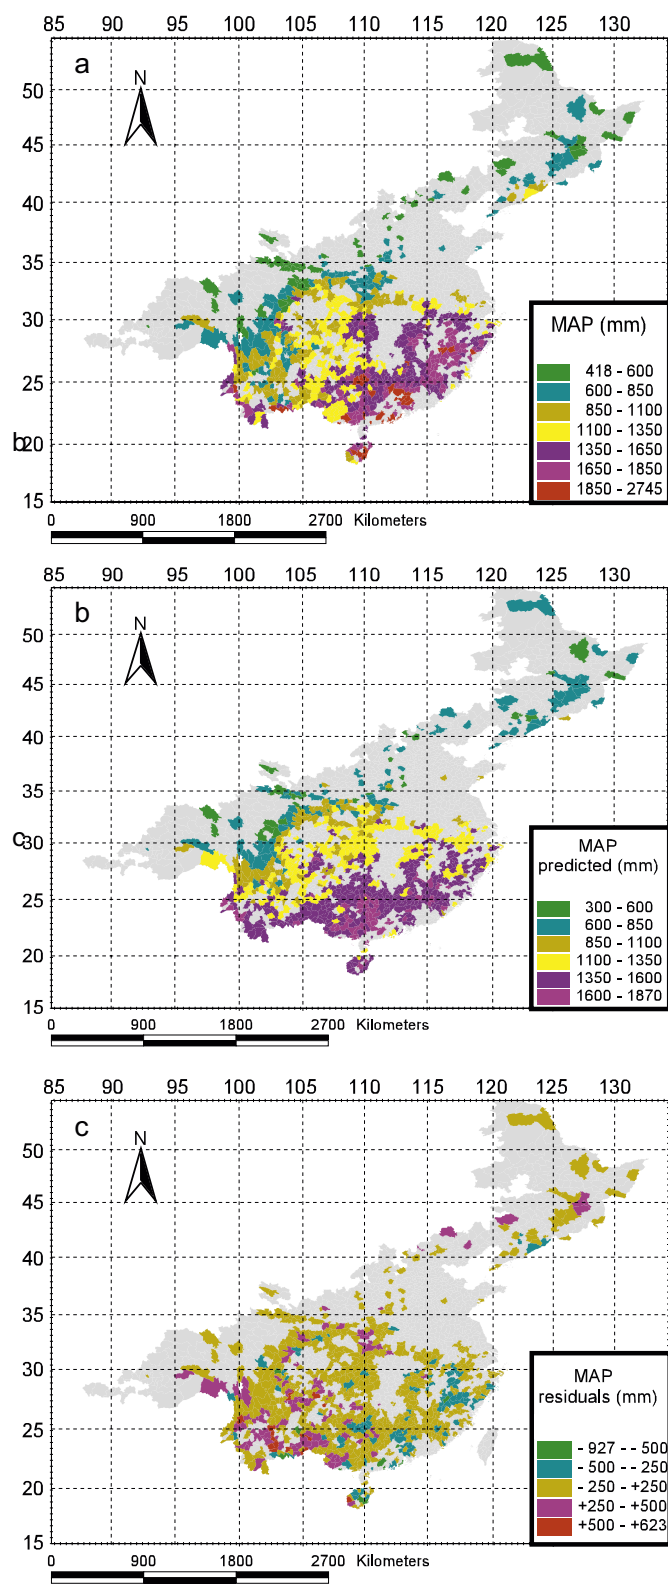 85 90 95 100 105 110 115 120 125 130
a
50
N
45
40
35
30
MAP (mm)
418 - 600
25
600 - 850
850 - 1100
1100 - 1350
b
20
1350 - 1650
1650 - 1850
15
1850 - 2745
0 900 1800 2700 Kilometers
85 90 95 100 105 110 115 120 125 130
b
50
N
45
40
35
c
30
MAP
predicted (mm)
25
300 - 600
600 - 850
850 - 1100
20
1100 - 1350
1350 - 1600
15
1600 - 1870
0 900 1800 2700 Kilometers
85 90 95 100 105 110 115 120 125 130
c
50
N
45
40
35
30
MAP
residuals (mm)
25
- 927 - - 500
- 500 - - 250
20
- 250 - +250
+250 - +500
15
+500 - +623
0 900 1800 2700 Kilometers